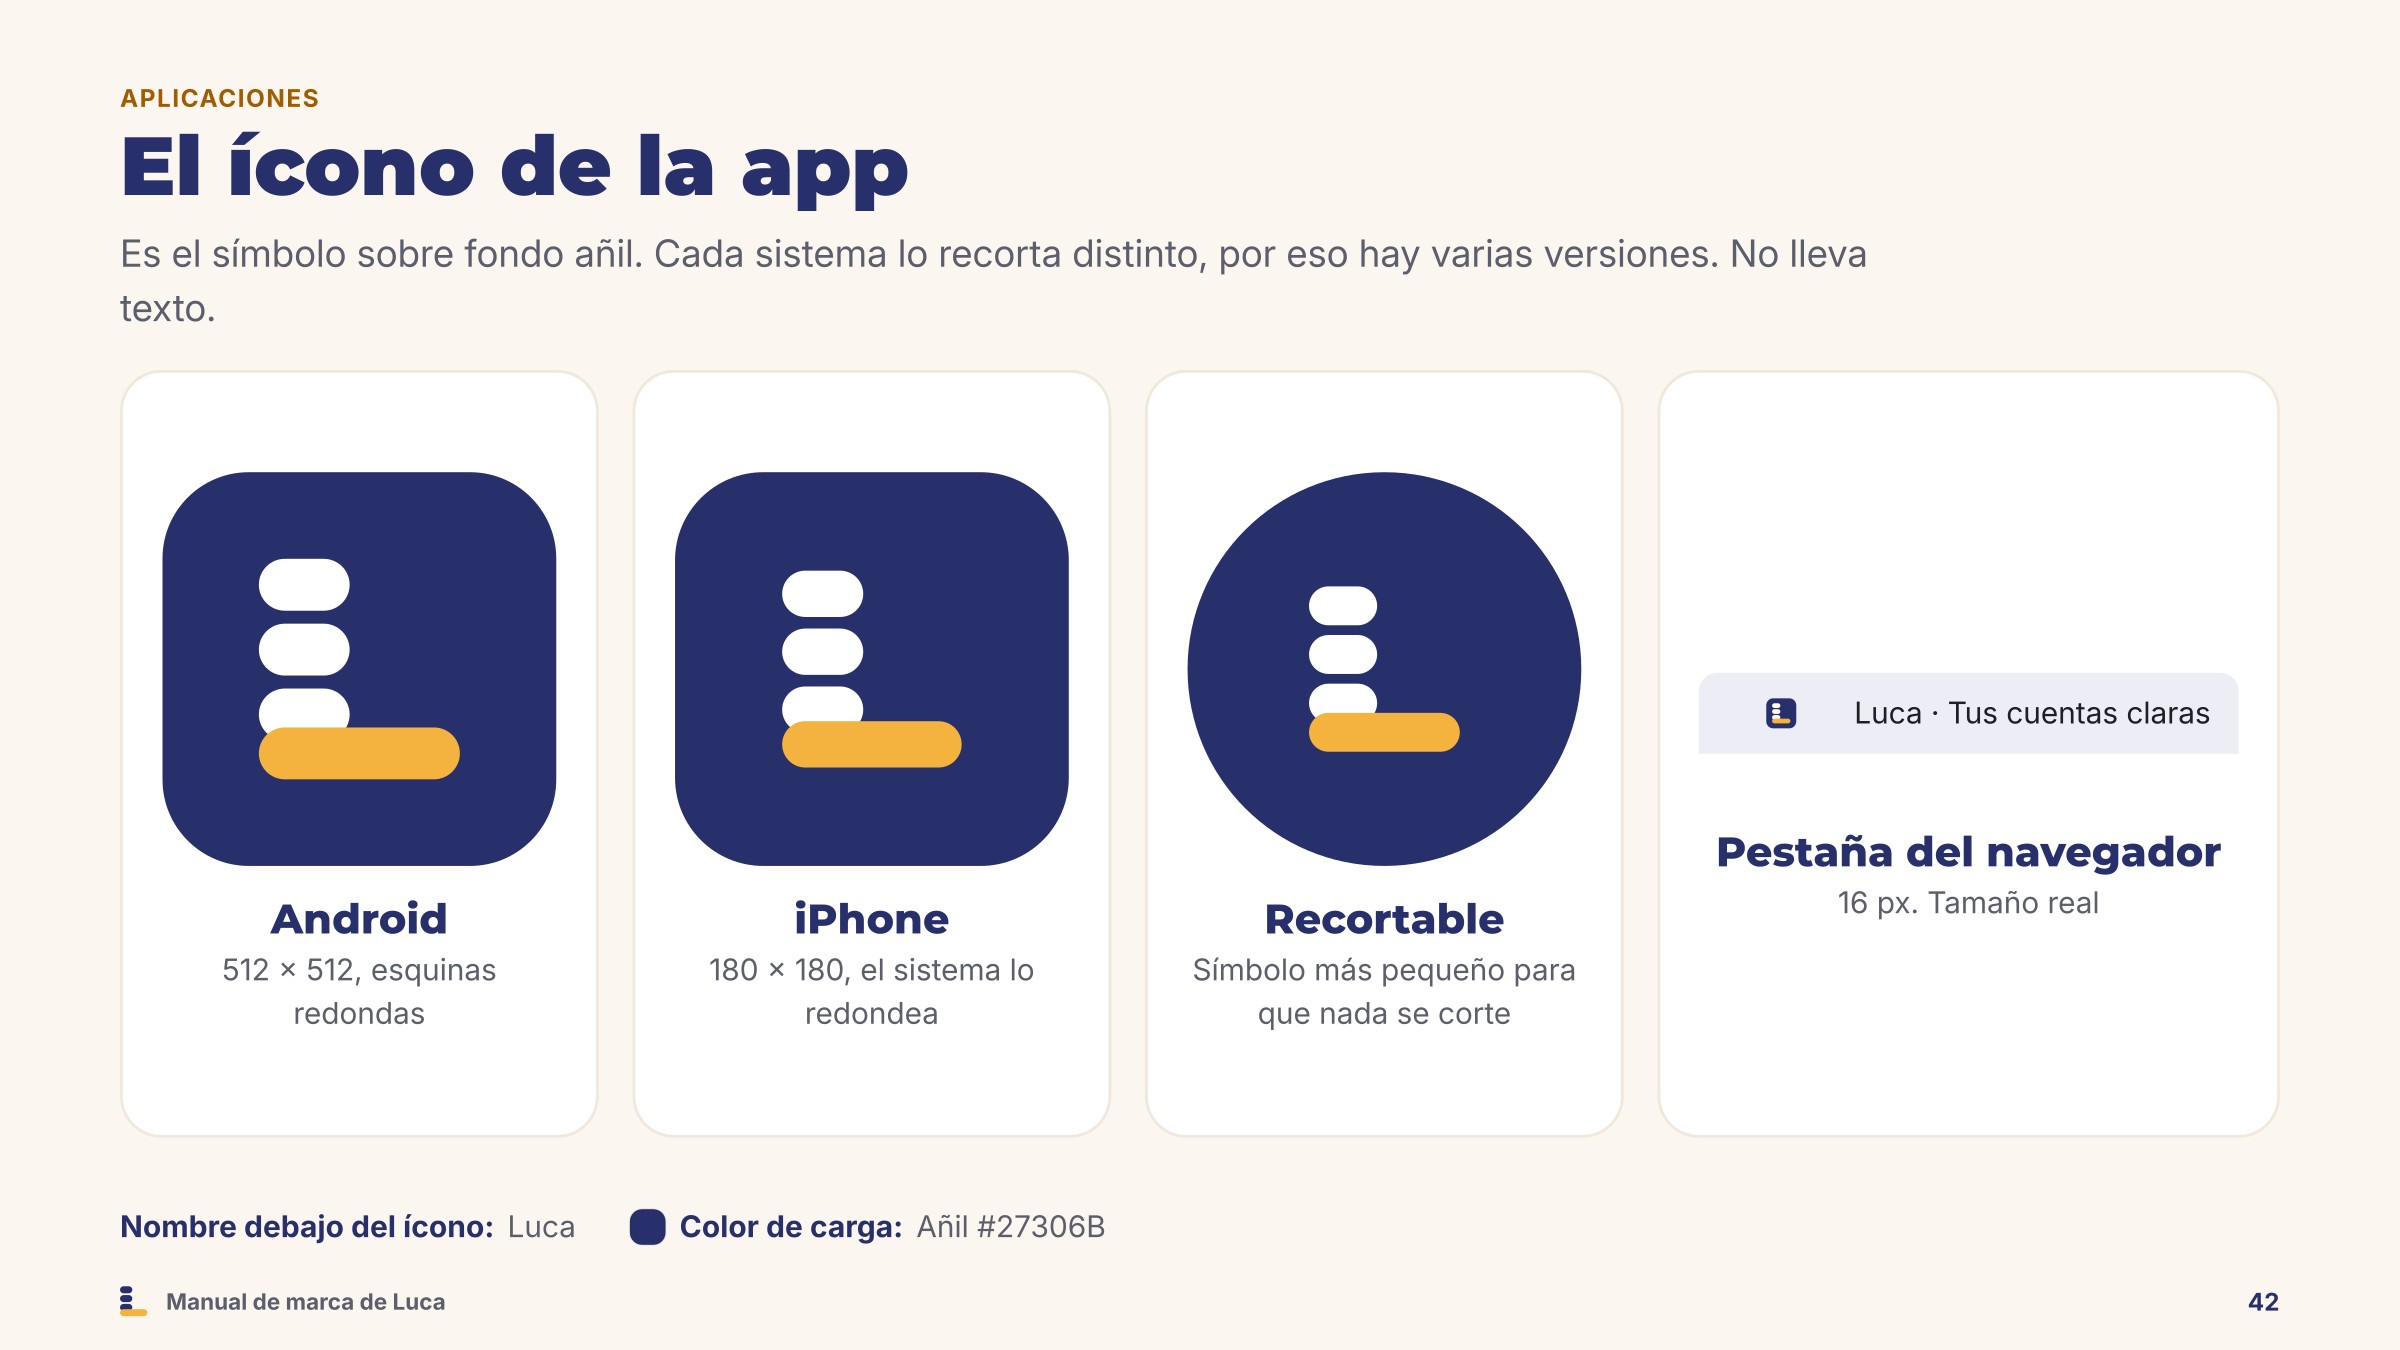 APLICACIONES
El ícono de la app
Es el símbolo sobre fondo añil. Cada sistema lo recorta distinto, por eso hay varias versiones. No lleva
texto.
Android
512 × 512, esquinas
redondas
iPhone
180 × 180, el sistema lo
redondea
Recortable
Símbolo más pequeño para
que nada se corte
Luca · Tus cuentas claras
Pestaña del navegador
16 px. Tamaño real
Nombre debajo del ícono: Luca
Color de carga: Añil #27306B
Manual de marca de Luca
42